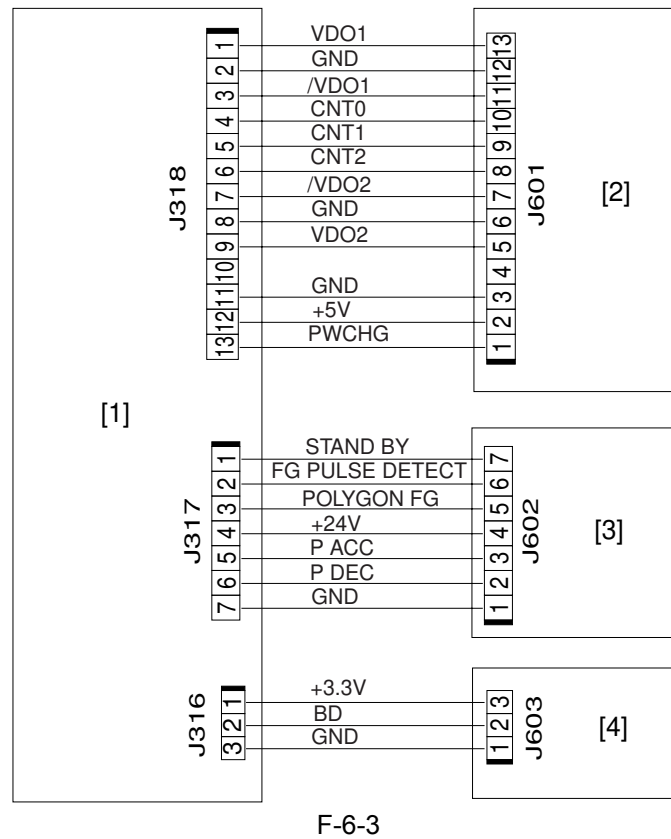 1 VDO1 13
2 GND 12
3 /VDO1 11
4 CNT0 10
5 CNT1 9
6 CNT2 8
7 /VDO2 7
8 GND 6
9 VDO2 5
10 4
11 GND 3
12 +5V 2
13 PWCHG 1
J318
J601
[2]
[1]
1 STAND BY 7
2 FG PULSE DETECT 6
3 POLYGON FG 5
4 +24V 4
5 P ACC 3
6 P DEC 2
7 GND 1
J317
J602
[3]
1 +3.3V 3
2 BD 2
3 GND 1
J316
J603
[4]
F-6-3